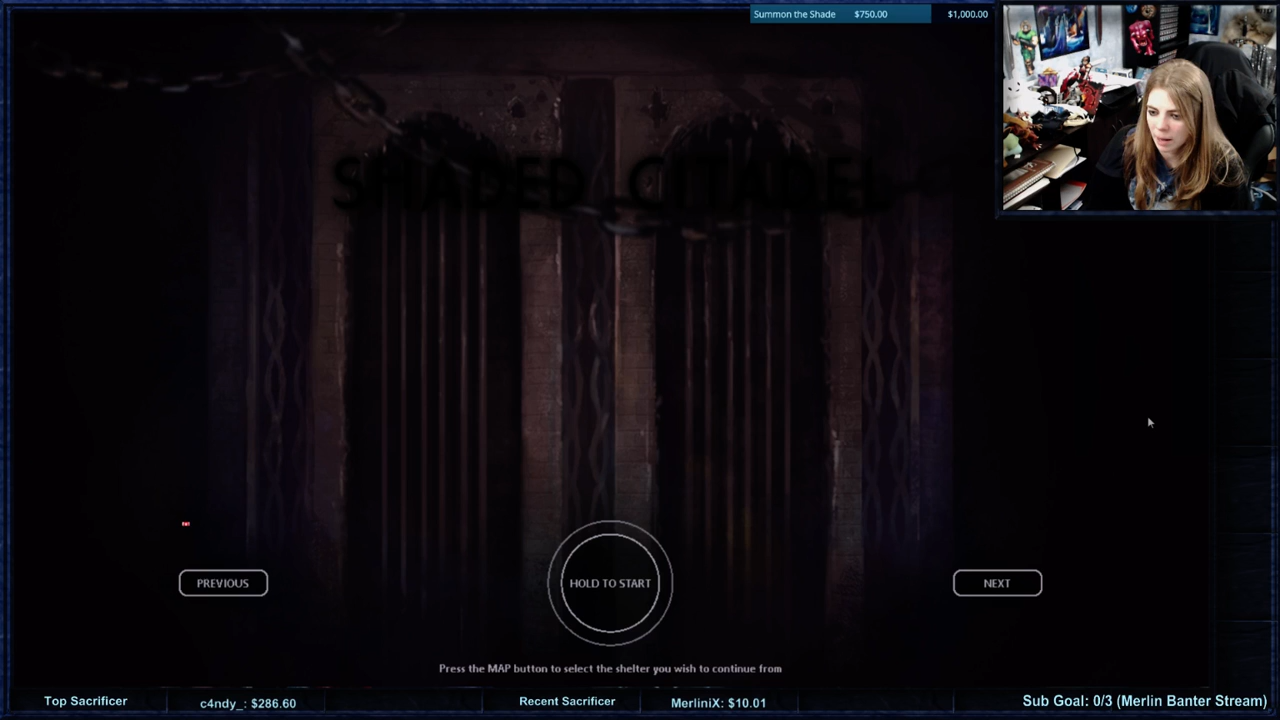 Summon the Shade $750.00 $1,000.00
SHADED CITADEL
PREVIOUS
HOLD TO START
NEXT
Press the MAP button to select the shelter you wish to continue from
Top Sacrificer c4ndy_: $286.60 Recent Sacrificer MerliniX: $10.01 Sub Goal: 0/3 (Merlin Banter Stream)